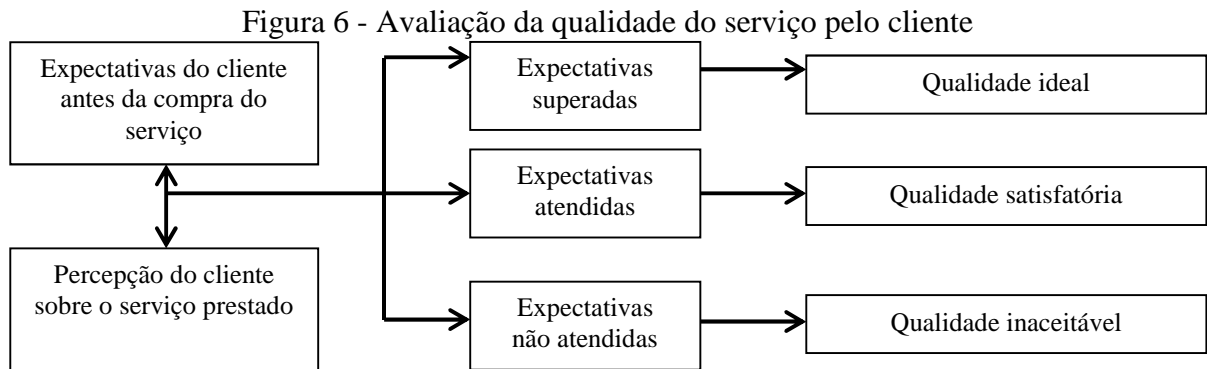 Figura 6 - Avaliação da qualidade do serviço pelo cliente
Expectativas do cliente
antes da compra do
serviço
Percepção do cliente
sobre o serviço prestado
Expectativas
superadas
Expectativas
atendidas
Expectativas
não atendidas
Qualidade ideal
Qualidade satisfatória
Qualidade inaceitável